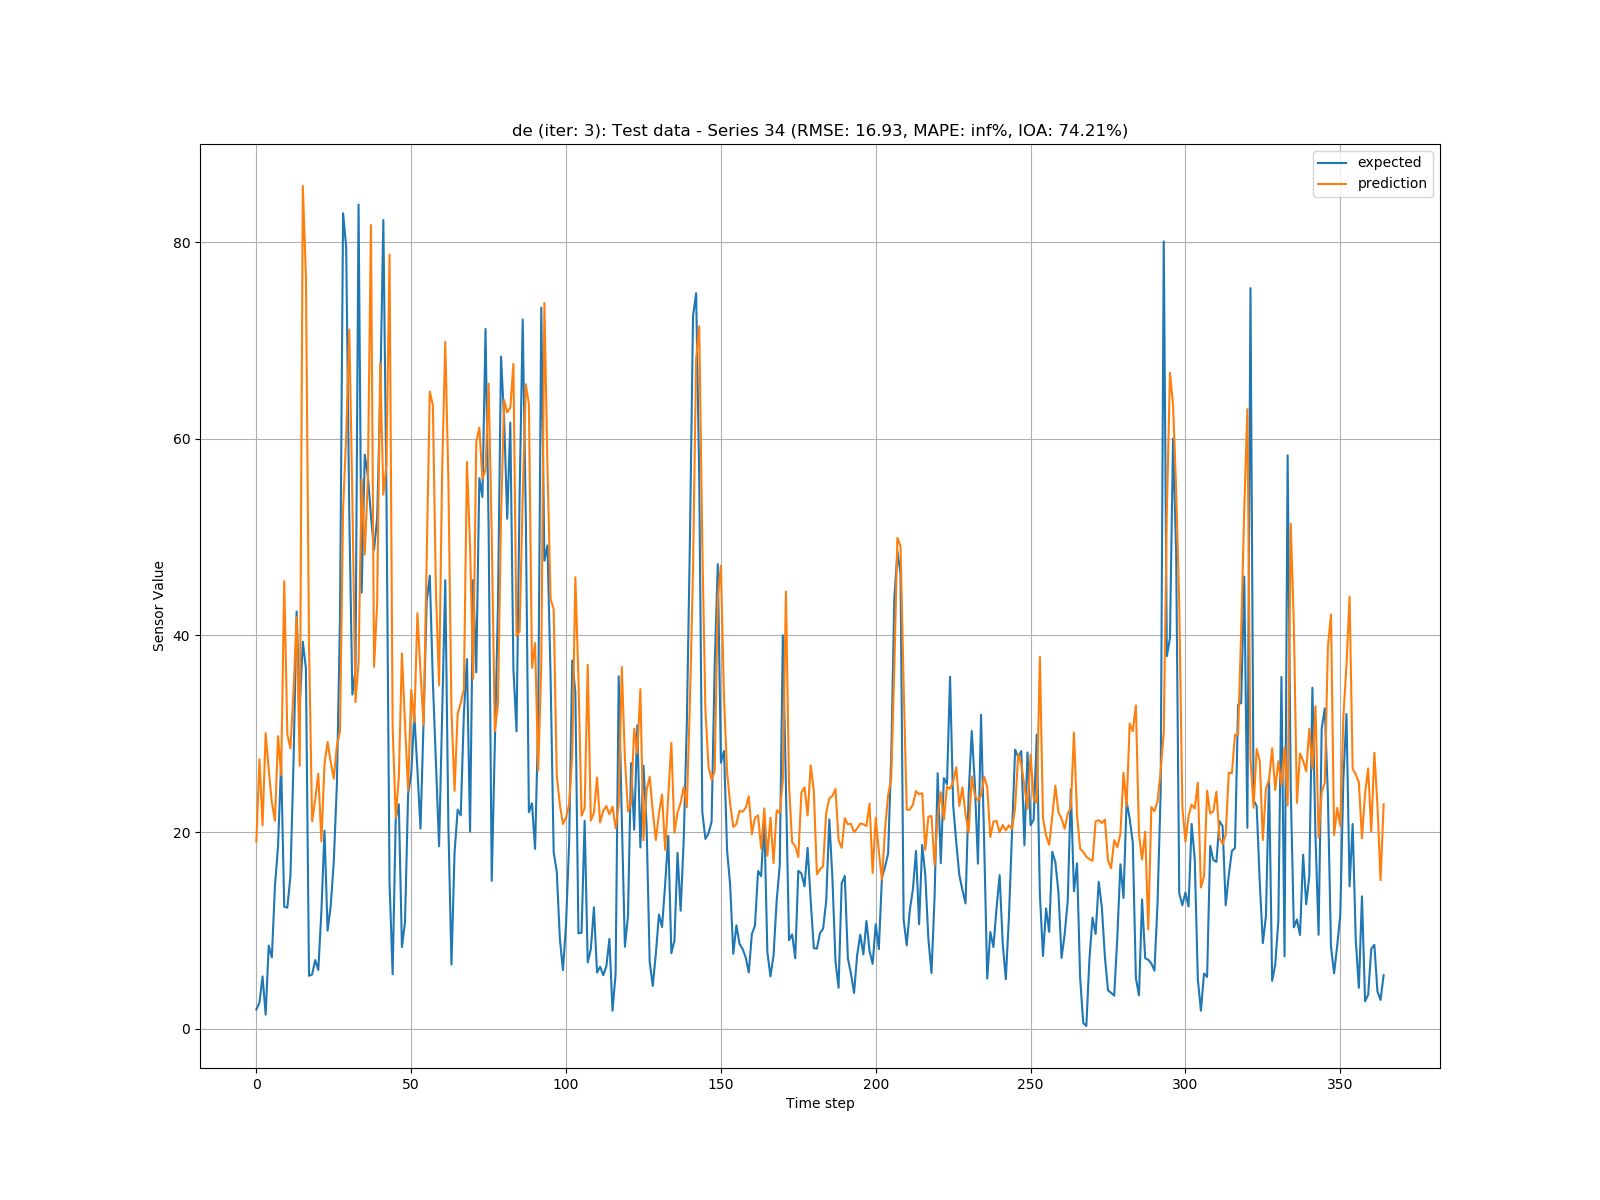 de (iter: 3): Test data - Series 34 (RMSE: 16.93, MAPE: inf%, IOA: 74.21%)
expected
prediction
80
60
40
20
0
Sensor Value
0 50 100 150 200 250 300 350
Time step